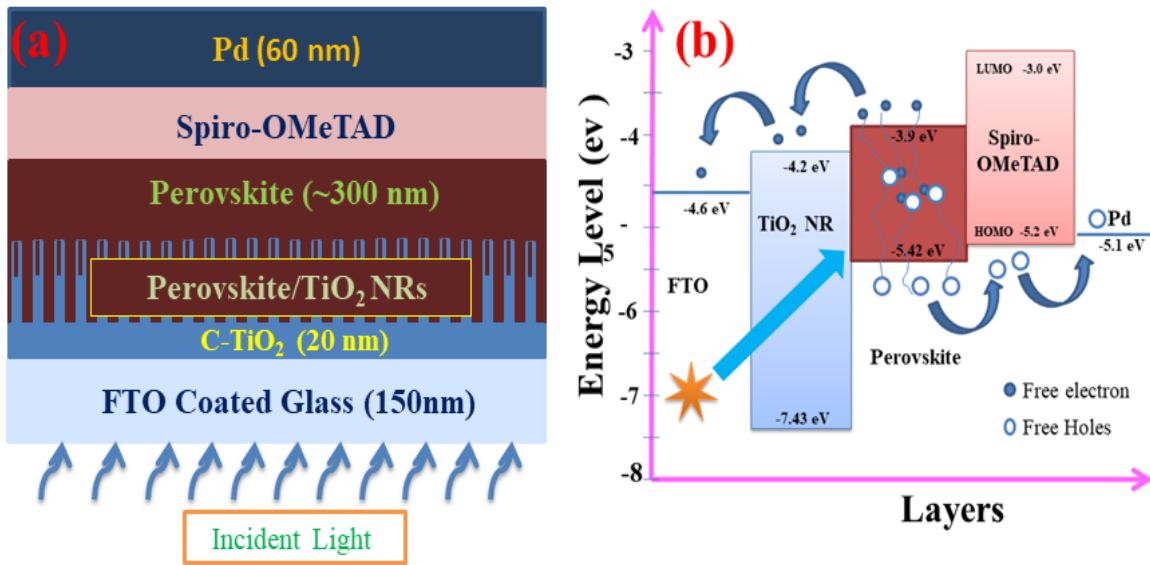 (a)
Pd (60 nm)
Spiro-OMeTAD
Perovskite (~300 nm)
Perovskite/TiO₂ NRs
C-TiO₂ (20 nm)
FTO Coated Glass (150nm)
Incident Light
(b)
Energy Level (ev )
-3
-4
-
5
-6
-7
-8
-4.6 eV
FTO
-4.2 eV
TiO₂ NR
-7.43 eV
-3.9 eV
-5.42 eV
Perovskite
LUMO -3.0 eV
Spiro-
OMeTAD
HOMO -5.2 eV
Pd
-5.1 eV
Free electron
Free Holes
Layers